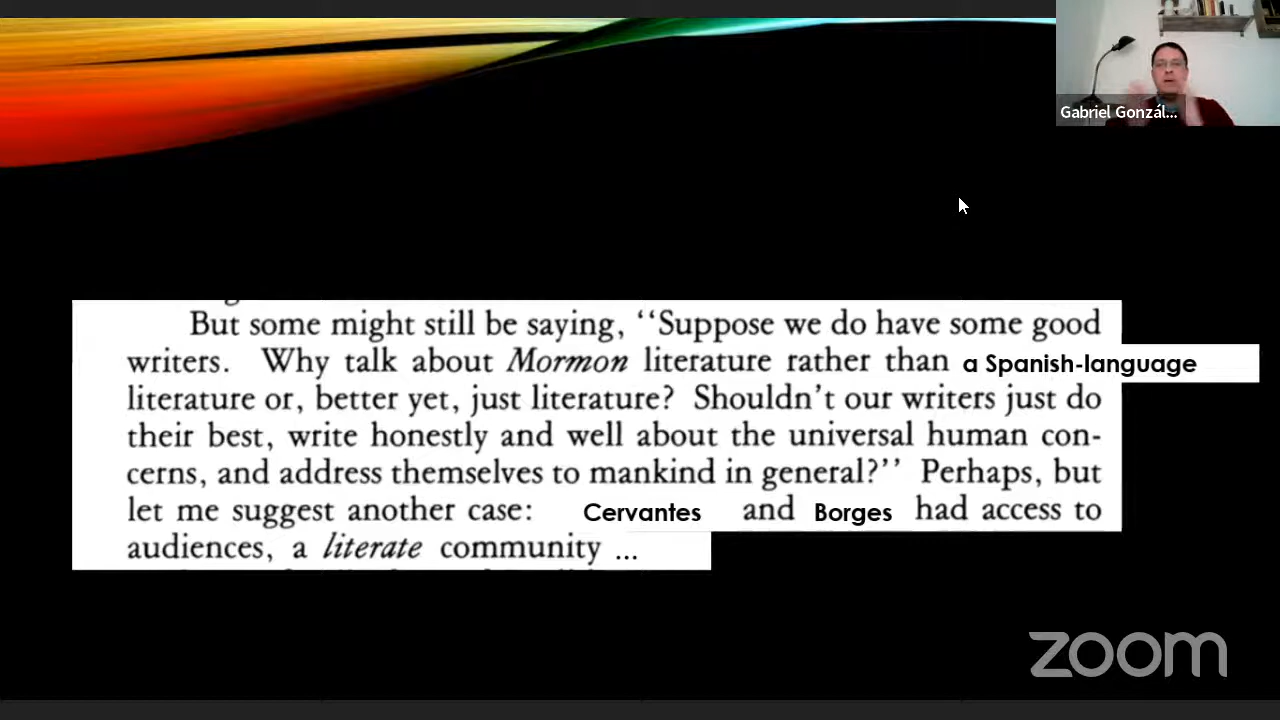 Gabriel Gonzál...
But some might still be saying, ‘‘Suppose we do have some good
writers. Why talk about Mormon literature rather than a Spanish-language
literature or, better yet, just literature? Shouldn’t our writers just do
their best, write honestly and well about the universal human con-
cerns, and address themselves to mankind in general?’’ Perhaps, but
let me suggest another case: Cervantes and Borges had access to
audiences, a literate community ...
zoom